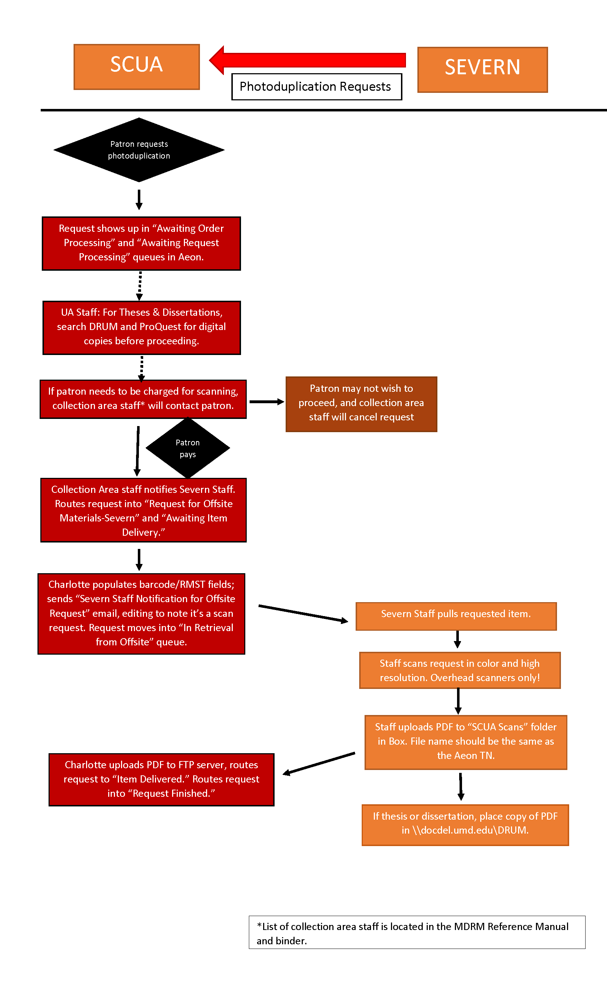 SCUA
SEVERN
Photoduplication Requests
Patron requests
photoduplication
Request shows up in “Awaiting Order
Processing” and “Awaiting Request
Processing” queues in Aeon.
UA Staff: For Theses & Dissertations,
search DRUM and ProQuest for digital
copies before proceeding.
If patron needs to be charged for scanning,
collection area staff* will contact patron.
Patron may not wish to
proceed, and collection area
staff will cancel request
Patron
pays
Collection Area staff notifies Severn Staff.
Routes request into “Request for Offsite
Materials-Severn” and “Awaiting Item
Delivery.”
Charlotte populates barcode/RMST fields;
sends “Severn Staff Notification for Offsite
Request” email, editing to note it’s a scan
request. Request moves into “In Retrieval
from Offsite” queue.
Severn Staff pulls requested item.
Staff scans request in color and high
resolution. Overhead scanners only!
Staff uploads PDF to “SCUA Scans” folder
in Box. File name should be the same as
the Aeon TN.
Charlotte uploads PDF to FTP server, routes
request to “Item Delivered.” Routes request
into “Request Finished.”
If thesis or dissertation, place copy of PDF
in \\docdel.umd.edu\DRUM.
*List of collection area staff is located in the MDRM Reference Manual
and binder.